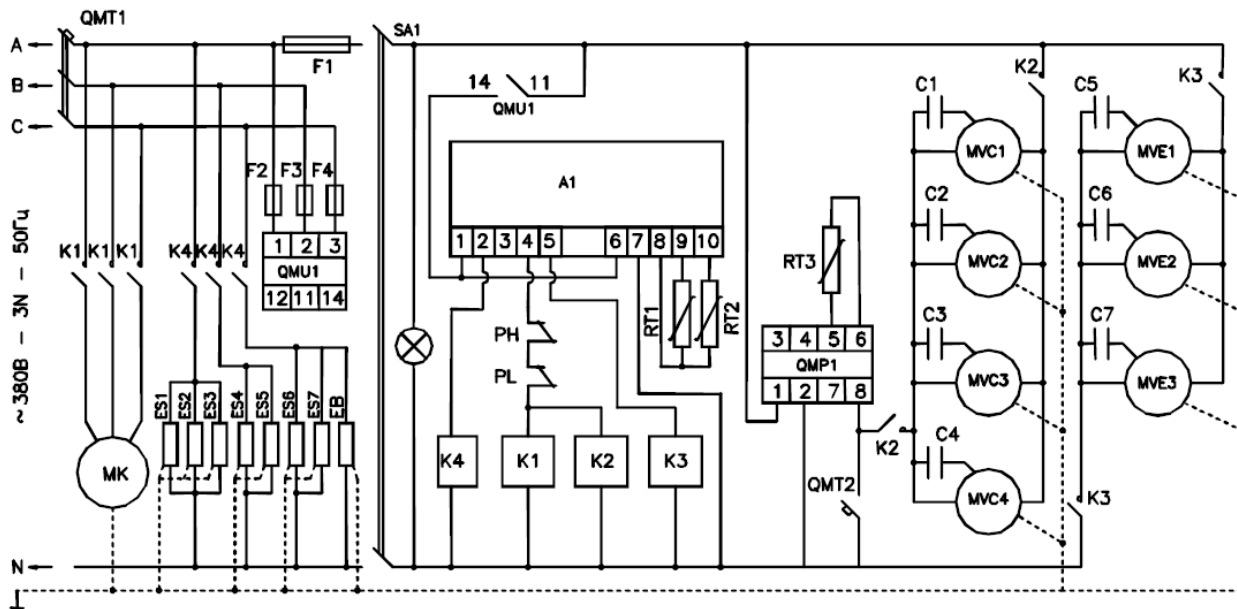 QMT1
A
B
C
F1
SA1
14 11
QMU1
K2
K3
C1
MVC1
C5
MVE1
A1
F2 F3 F4
1 2 3
QMU1
12 11 14
1 2 3 4 5 6 7 8 9 10
K1 K1 K1 K4 K4 K4
~380В - 3N - 50Гц
C2
MVC2
C6
MVE2
RT3
RT1
RT2
PH
PL
3 4 5 6
QMP1
1 2 7 8
C3
MVC3
C7
MVE3
ES1
ES2
ES3
ES4
ES5
ES6
ES7
EB
MK
K4
K1
K2
K3
K2
C4
MVC4
QMT2
K3
N